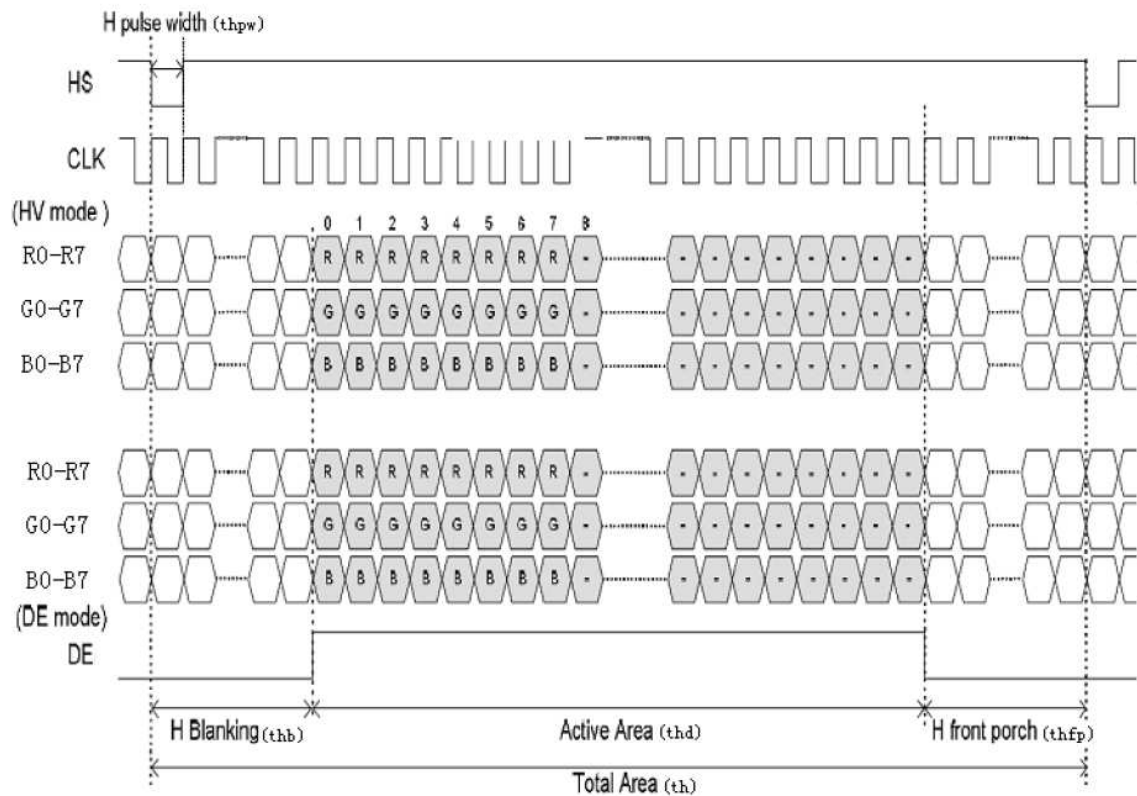 H pulse width (thpw)
HS
CLK
(HV mode )
0 1 2 3 4 5 6 7 8
R0-R7 R R R R R R R R - - - - - - - - -
G0-G7 G G G G G G G G - - - - - - - - -
B0-B7 B B B B B B B B - - - - - - - - -
R0-R7 R R R R R R R R - - - - - - - - -
G0-G7 G G G G G G G G - - - - - - - - -
B0-B7 B B B B B B B B - - - - - - - - -
(DE mode)
DE
H Blanking (thb) Active Area (thd) H front porch (thfp)
Total Area (th)